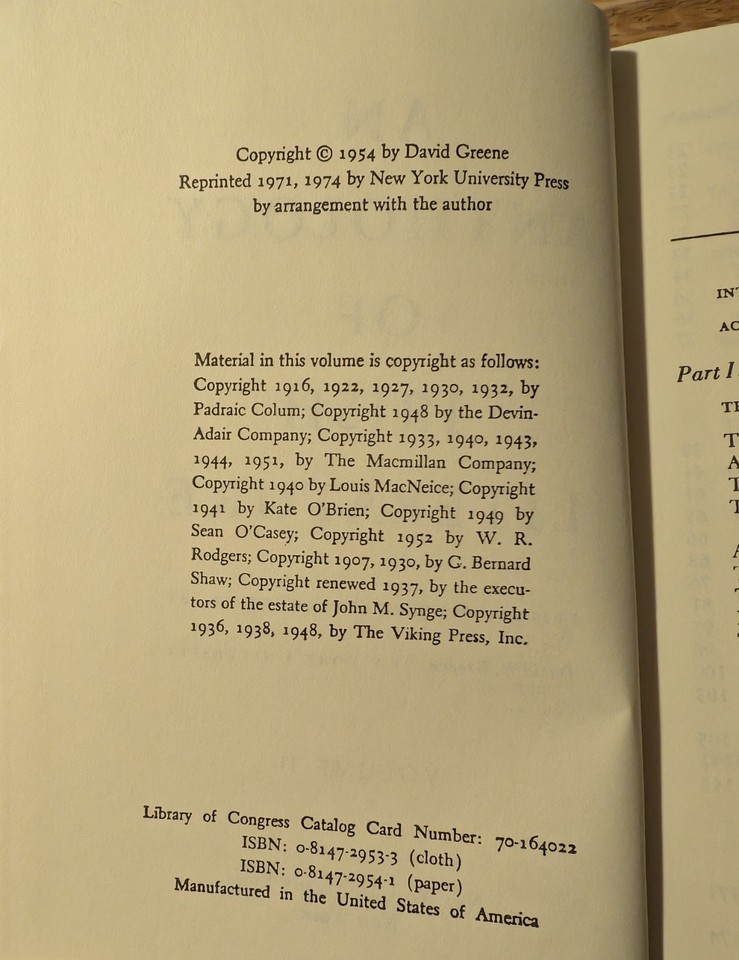 Copyright © 1954 by David Greene
Reprinted 1971, 1974 by New York University Press
by arrangement with the author
Material in this volume is copyright as follows:
Copyright 1916, 1922, 1927, 1930, 1932, by
Padraic Colum; Copyright 1948 by the Devin-
Adair Company; Copyright 1933, 1940, 1943,
1944, 1951, by The Macmillan Company;
Copyright 1940 by Louis MacNeice; Copyright
1941 by Kate O'Brien; Copyright 1949 by
Sean O'Casey; Copyright 1952 by W. R.
Rodgers; Copyright 1907, 1930, by G. Bernard
Shaw; Copyright renewed 1937, by the execu-
tors of the estate of John M. Synge; Copyright
1936, 1938, 1948, by The Viking Press, Inc.
Library of Congress Catalog Card Number: 70-164022
ISBN: 0-8147-2953-3 (cloth)
ISBN: 0-8147-2954-1 (paper)
Manufactured in the United States of America
Part I